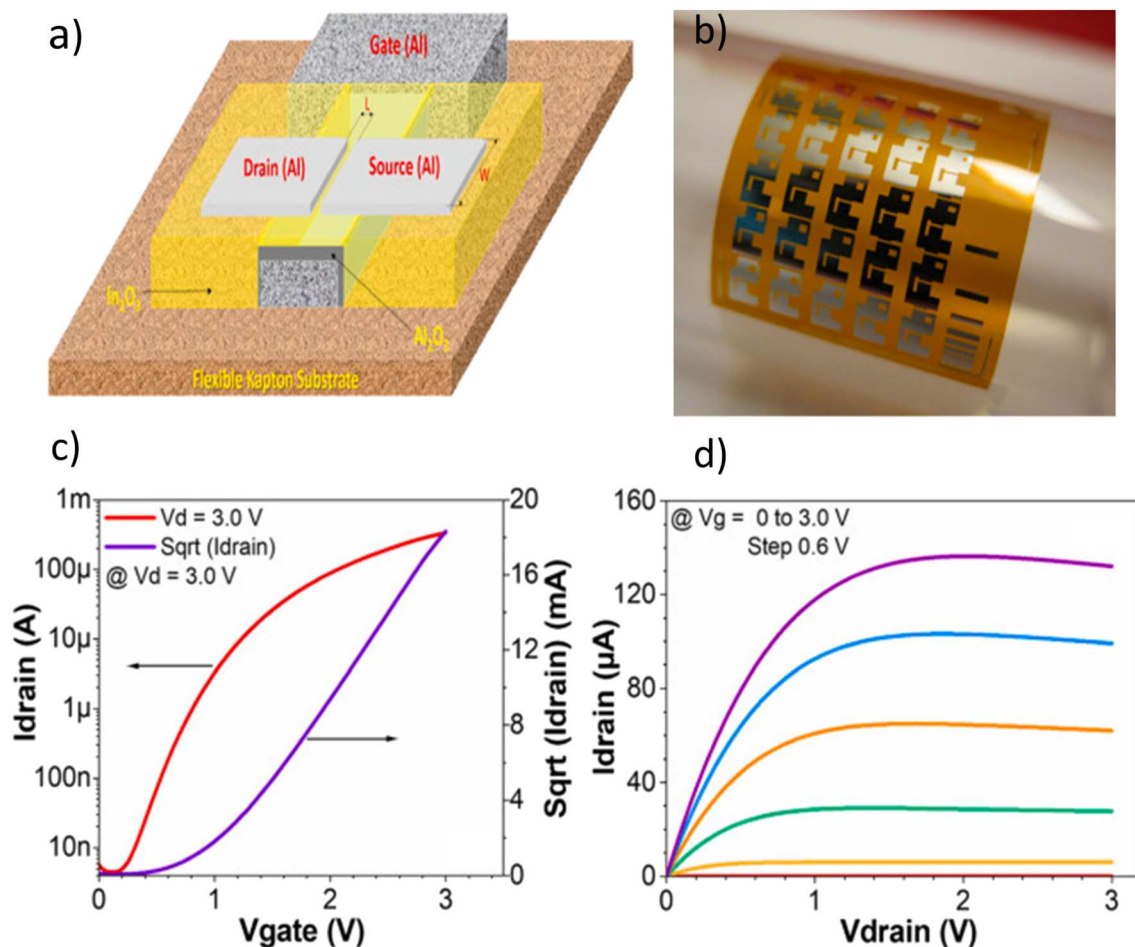 a)
Gate (Al)
L
Drain (Al)
Source (Al)
W
In₂O₃
Al₂O₃
Flexible Kapton Substrate
b)
c)
1m
100µ
10µ
1µ
100n
10n
Idrain (A)
Vd = 3.0 V
Sqrt (Idrain)
@ Vd = 3.0 V
20
16
12
8
4
0
Sqrt (Idrain) (mA)
0
1
2
3
Vgate (V)
d)
160
120
80
40
0
Idrain (µA)
@ Vg = 0 to 3.0 V
Step 0.6 V
0
1
2
3
Vdrain (V)